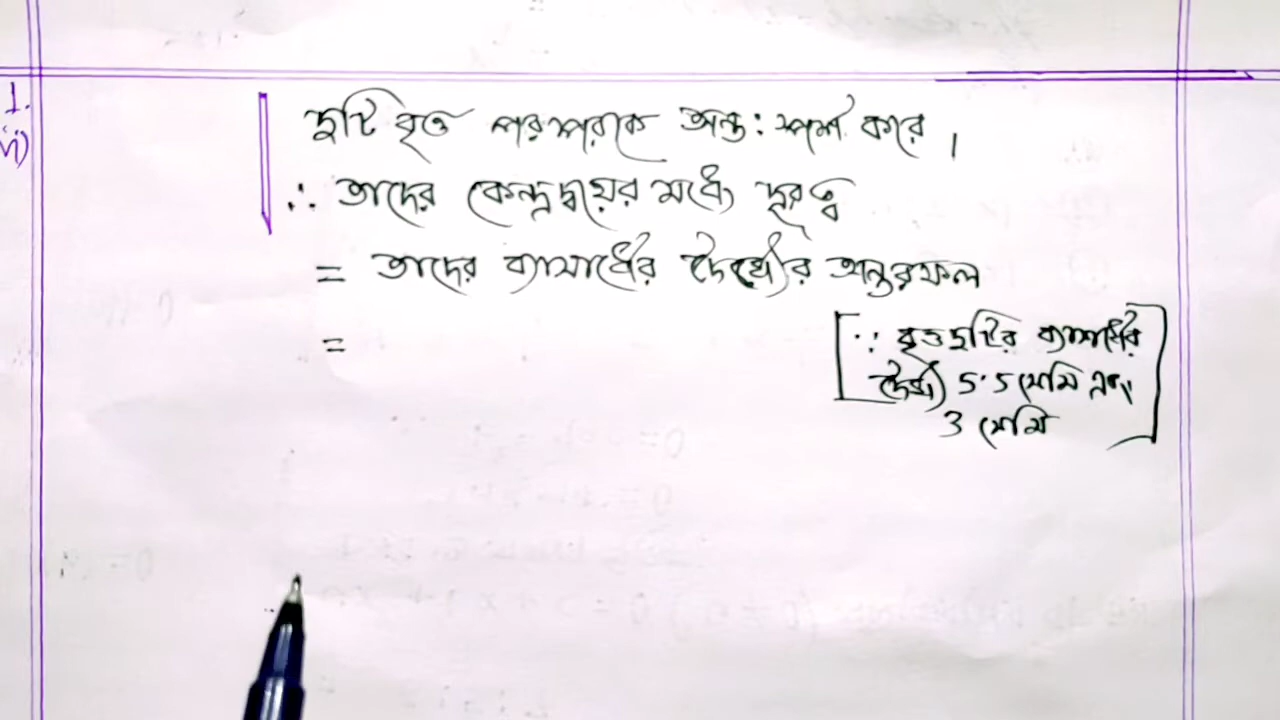 1.
vi)
দুটি বৃত্ত পরস্পরকে অন্ত:স্পর্শ করে।
∴ তাদের কেন্দ্রদ্বয়ের মধ্যে দূরত্ব
= তাদের ব্যাসার্ধের দৈর্ঘ্যের অন্তরফল
=
[∵ বৃত্তদুটির ব্যাসার্ধের
দৈর্ঘ্য 5.5 সেমি এবং
3 সেমি]